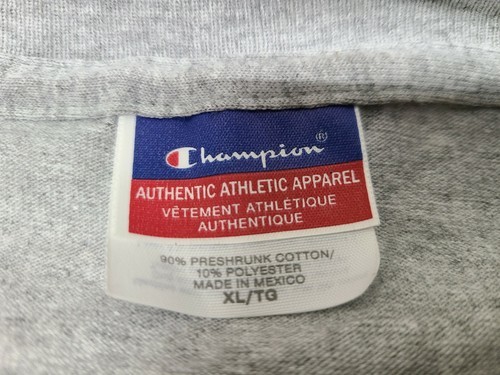 Champion®
AUTHENTIC ATHLETIC APPAREL
VÊTEMENT ATHLÉTIQUE
AUTHENTIQUE
90% PRESHRUNK COTTON/
10% POLYESTER
MADE IN MEXICO
XL/TG